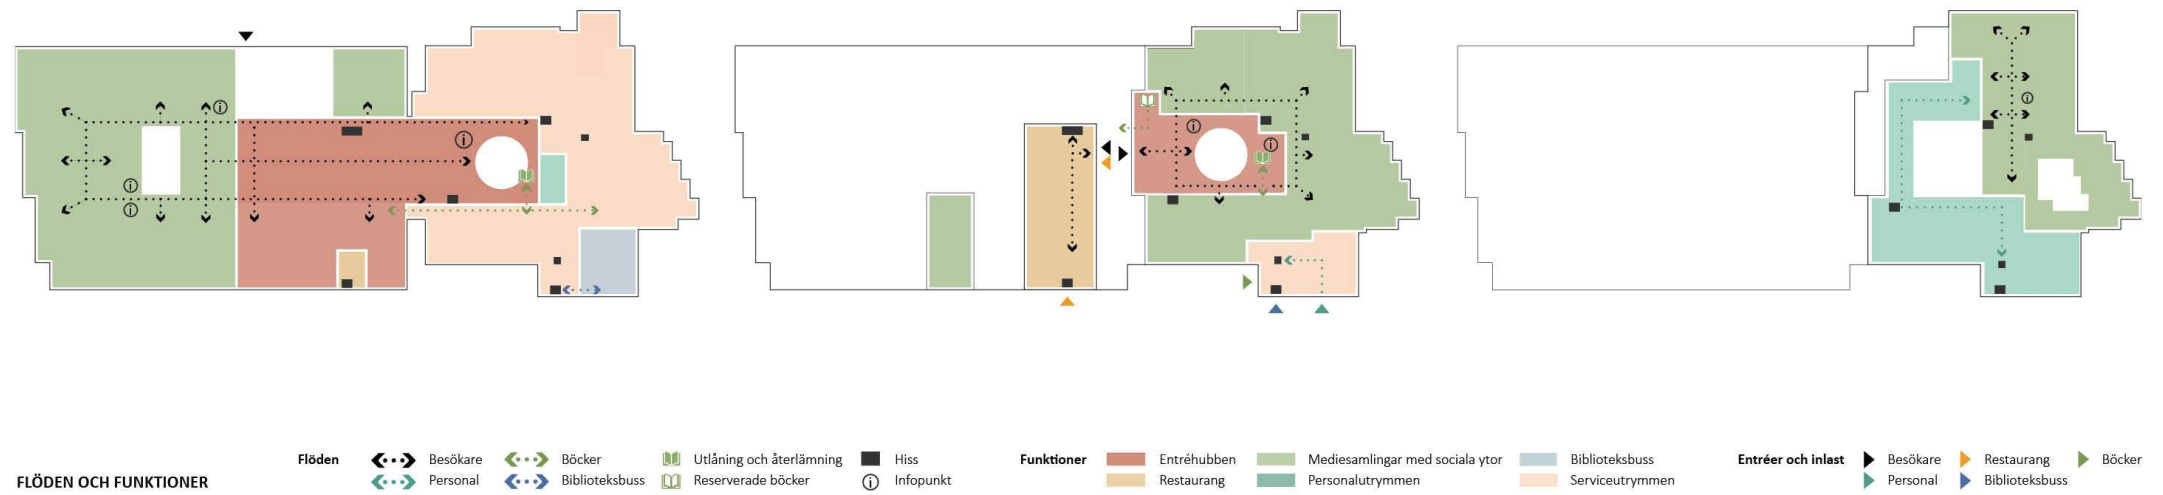 FLÖDEN OCH FUNKTIONER
Flöden
Besökare
Personal
Böcker
Biblioteksbuss
Utlåning och återlämning
Reserverade böcker
Hiss
Infopunkt
Funktioner
Entréhubben
Restaurang
Mediesamlingar med sociala ytor
Personalutrymmen
Biblioteksbuss
Serviceutrymmen
Entréer och inlast
Besökare
Personal
Restaurang
Biblioteksbuss
Böcker